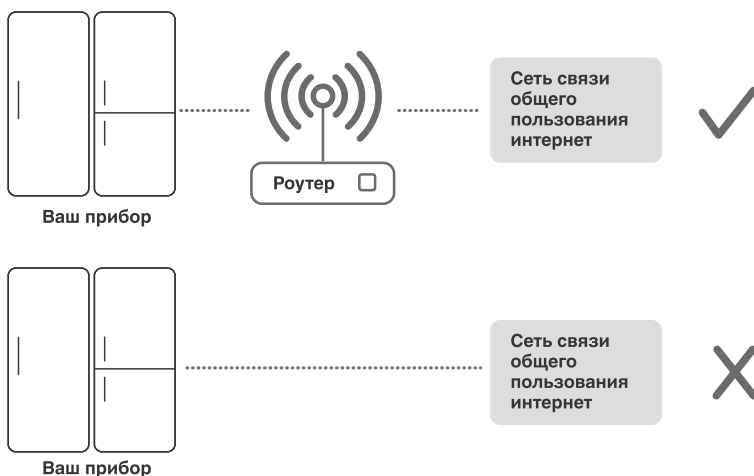 Сеть связи
общего
пользования
интернет
Роутер
Ваш прибор
Сеть связи
общего
пользования
интернет
Ваш прибор